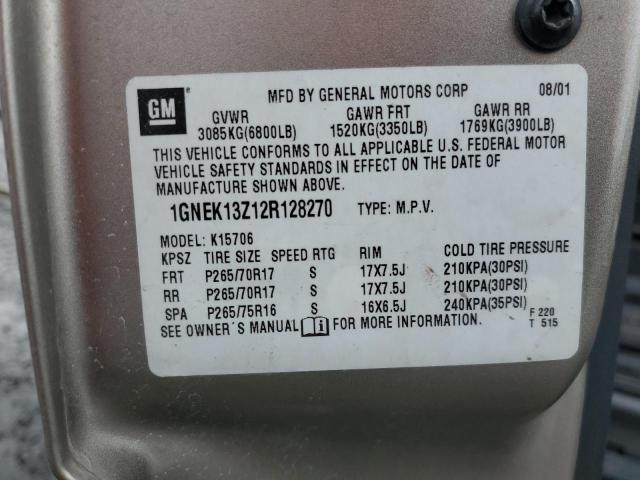 GM
MFD BY GENERAL MOTORS CORP 08/01
GVWR GAWR FRT GAWR RR
3085KG(6800LB) 1520KG(3350LB) 1769KG(3900LB)
THIS VEHICLE CONFORMS TO ALL APPLICABLE U.S. FEDERAL MOTOR
VEHICLE SAFETY STANDARDS IN EFFECT ON THE DATE OF
MANUFACTURE SHOWN ABOVE.
1GNEK13Z12R128270 TYPE: M.P.V.
MODEL: K15706
KPSZ TIRE SIZE SPEED RTG RIM COLD TIRE PRESSURE
FRT P265/70R17 S 17X7.5J 210KPA(30PSI)
RR P265/70R17 S 17X7.5J 210KPA(30PSI)
SPA P265/75R16 S 16X6.5J 240KPA(35PSI)
SEE OWNER´S MANUAL FOR MORE INFORMATION.
F 220
T 515